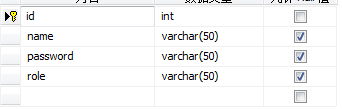 id int
name varchar(50)
password varchar(50)
role varchar(50)